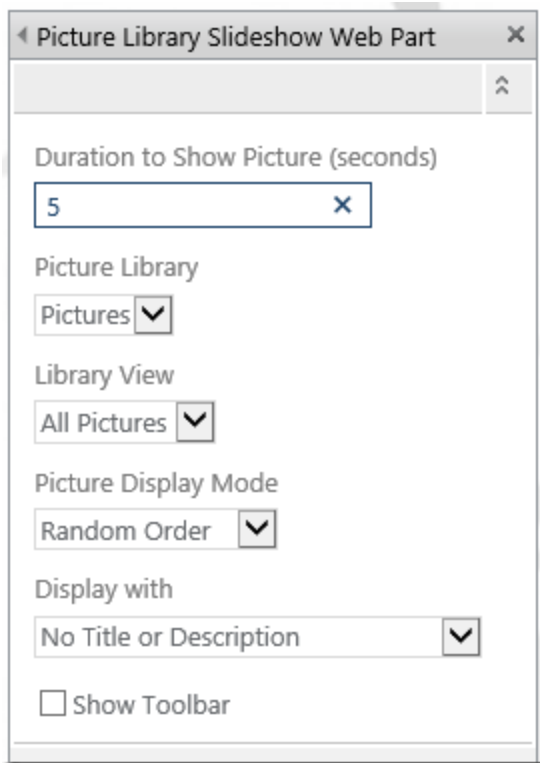 Picture Library Slideshow Web Part
Duration to Show Picture (seconds)
5
Picture Library
Pictures
Library View
All Pictures
Picture Display Mode
Random Order
Display with
No Title or Description
Show Toolbar